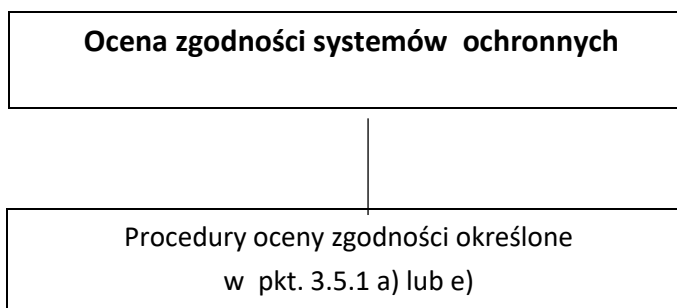 Ocena zgodności systemów ochronnych
Procedury oceny zgodności określone
w pkt. 3.5.1 a) lub e)